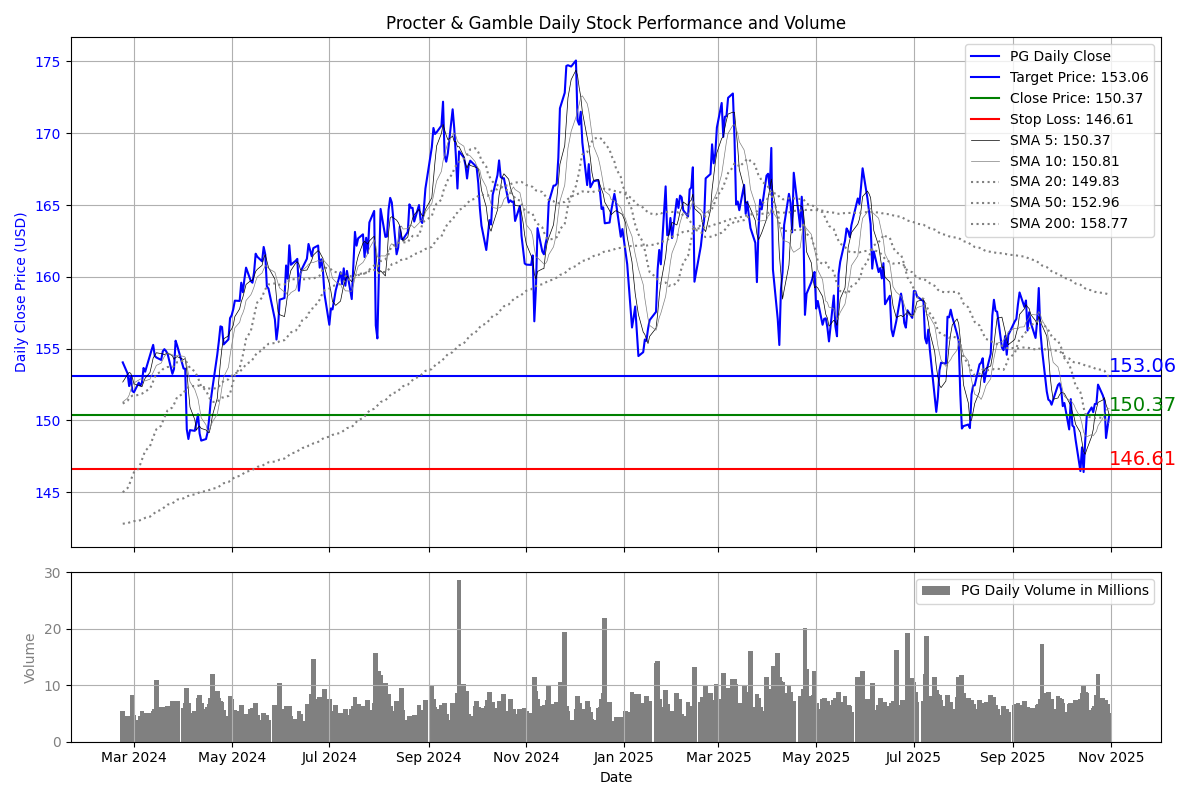 Procter & Gamble Daily Stock Performance and Volume
Daily Close Price (USD)
175
170
165
160
155
150
145
PG Daily Close
Target Price: 153.06
Close Price: 150.37
Stop Loss: 146.61
SMA 5: 150.37
SMA 10: 150.81
SMA 20: 149.83
SMA 50: 152.96
SMA 200: 158.77
153.06
150.37
146.61
Volume
30
20
10
0
PG Daily Volume in Millions
Mar 2024 May 2024 Jul 2024 Sep 2024 Nov 2024 Jan 2025 Mar 2025 May 2025 Jul 2025 Sep 2025 Nov 2025
Date